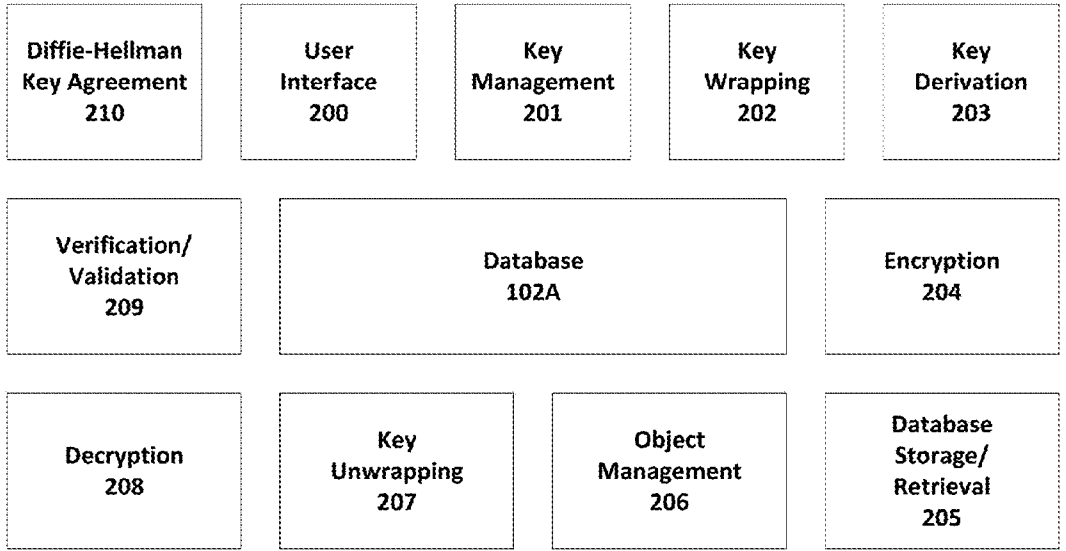 Diffie-Hellman
Key Agreement
210
User
Interface
200
Key
Management
201
Key
Wrapping
202
Key
Derivation
203
Verification/
Validation
209
Database
102A
Encryption
204
Decryption
208
Key
Unwrapping
207
Object
Management
206
Database
Storage/
Retrieval
205